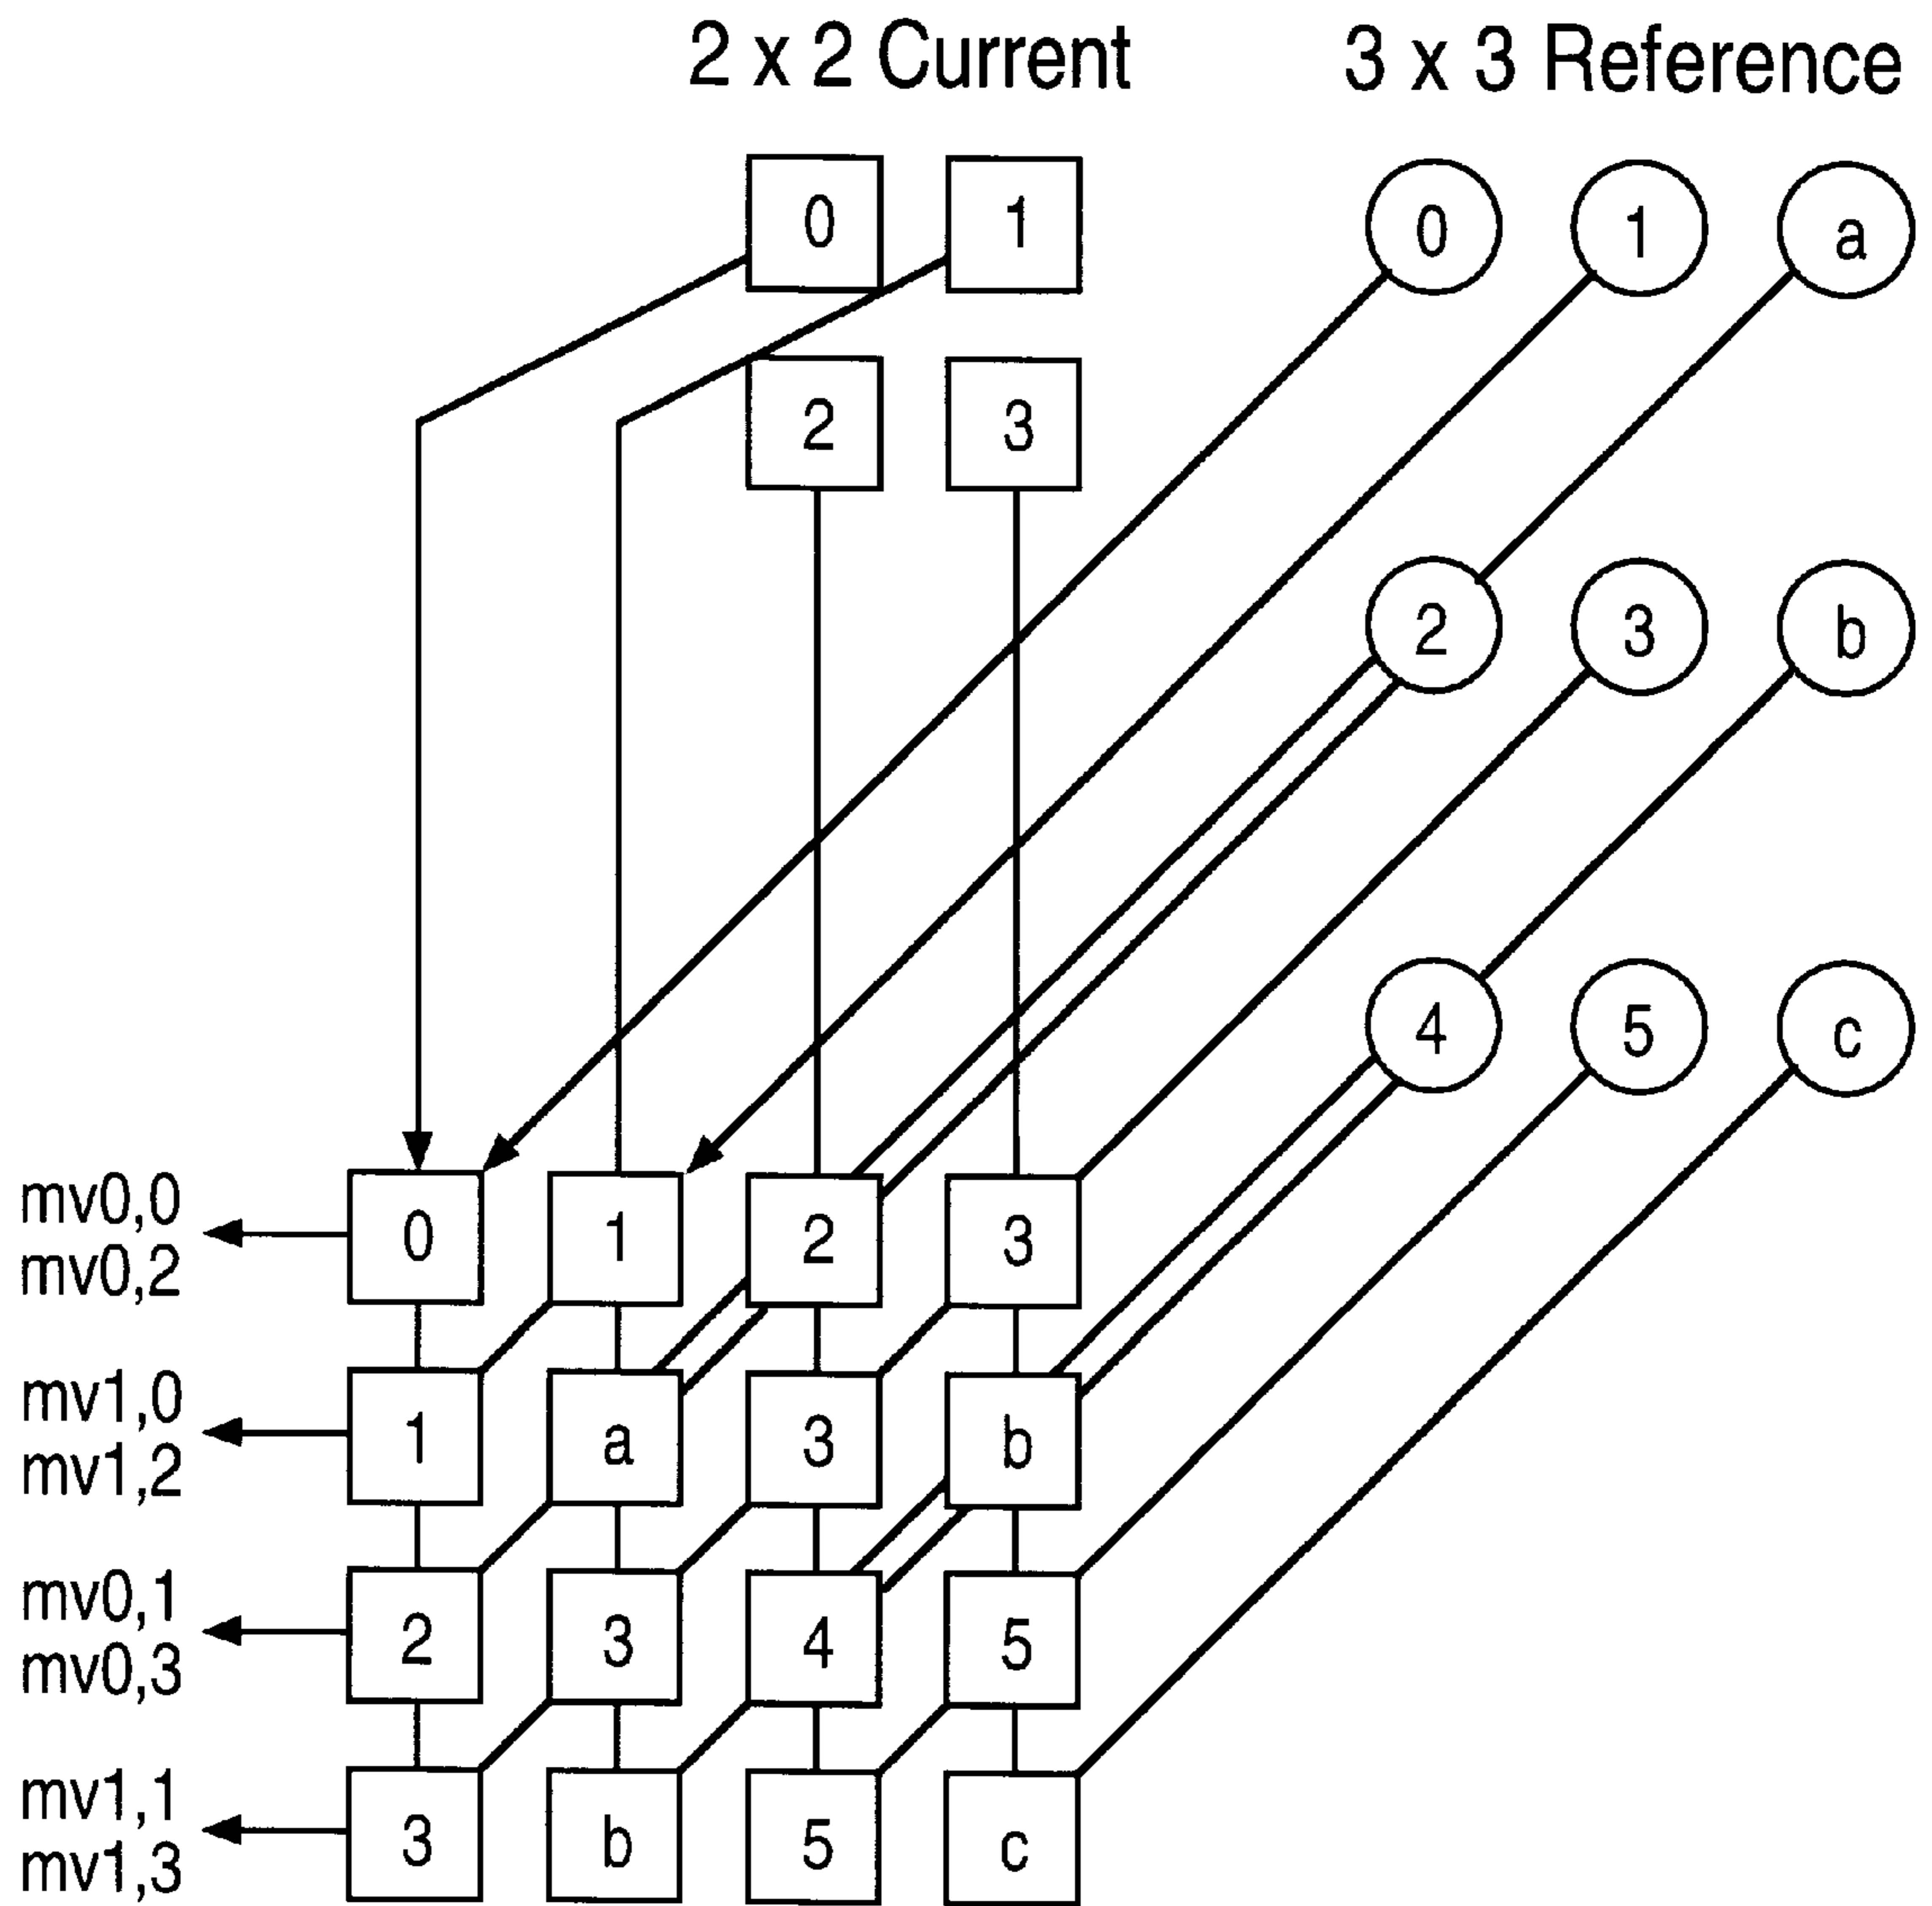 2 x 2 Current 3 x 3 Reference
0 1 0 1 a
2 3
2 3 b
4 5 c
mv0,0
0 1 2 3
mv0,2
mv1,0
1 a 3 b
mv1,2
mv0,1
2 3 4 5
mv0,3
mv1,1
3 b 5 c
mv1,3